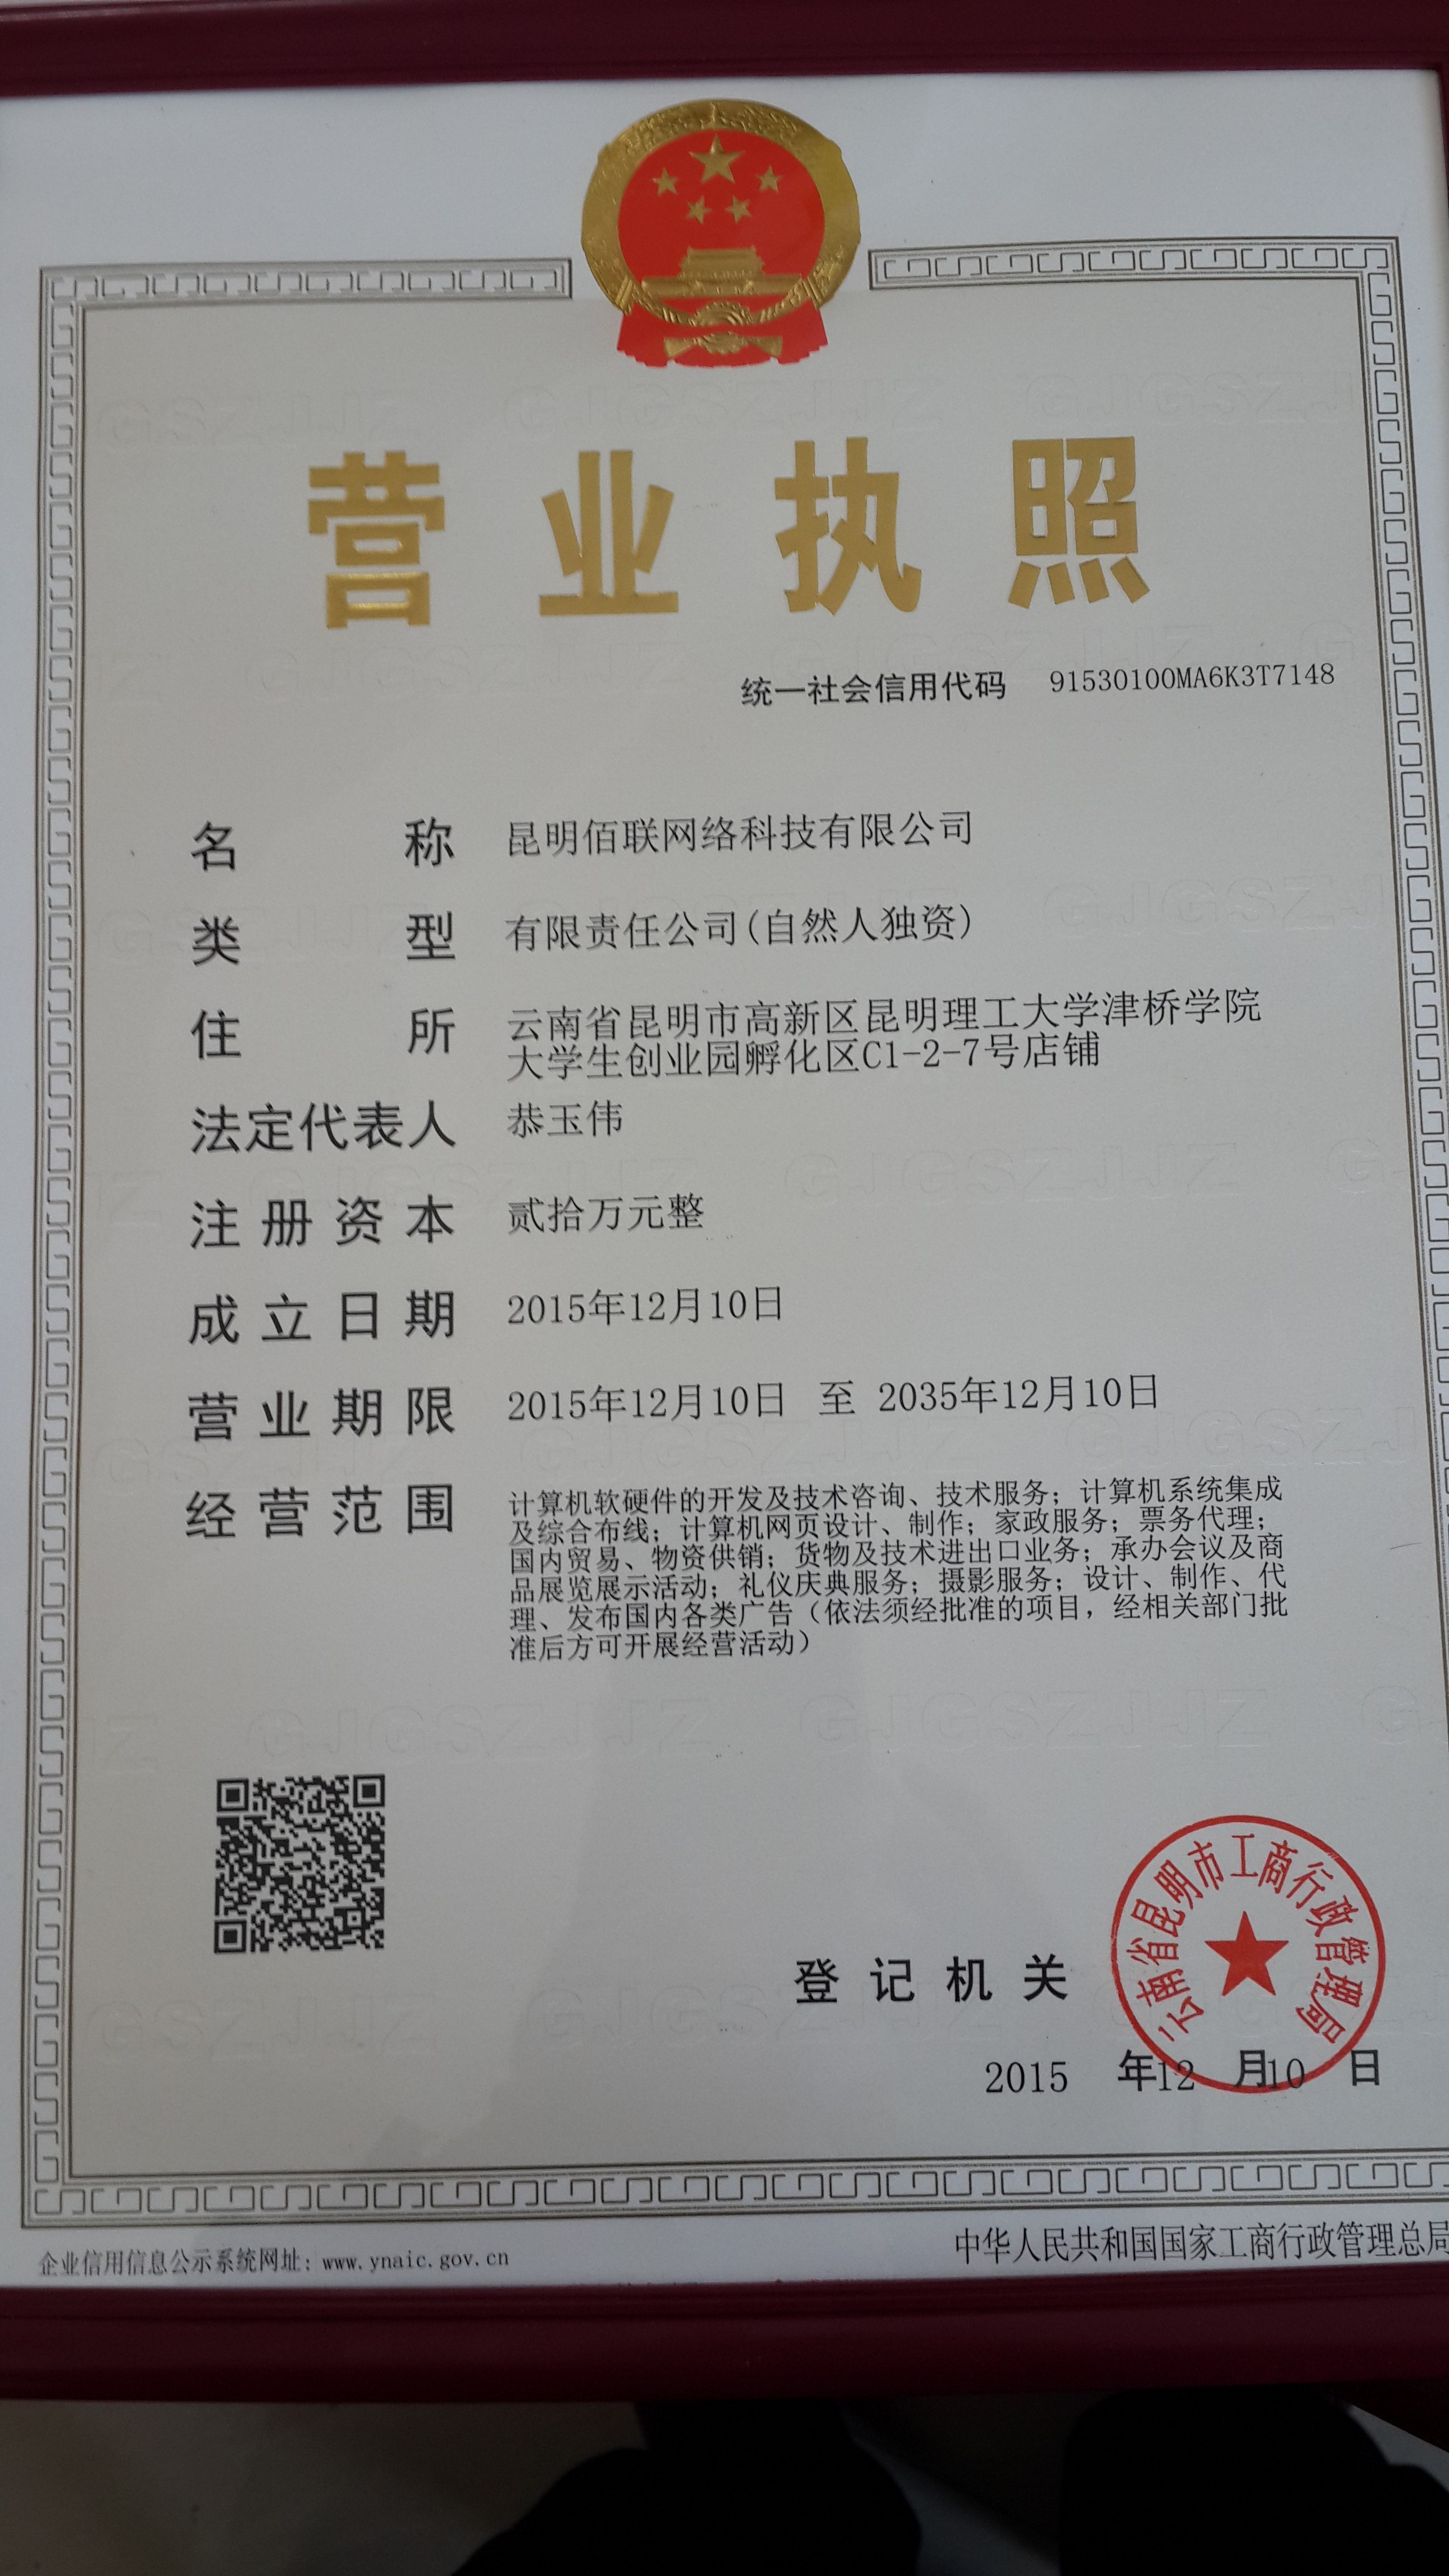 营业执照
统一社会信用代码 91530100MA6K3T7148
名称 昆明佰联网络科技有限公司
类型 有限责任公司(自然人独资)
住所 云南省昆明市高新区昆明理工大学津桥学院
大学生创业园孵化区C1-2-7号店铺
法定代表人 恭玉伟
注册资本 贰拾万元整
成立日期 2015年12月10日
营业期限 2015年12月10日 至 2035年12月10日
经营范围 计算机软硬件的开发及技术咨询、技术服务；计算机系统集成
及综合布线；计算机网页设计、制作；家政服务；票务代理；
国内贸易、物资供销；货物及技术进出口业务；承办会议及商
品展览展示活动；礼仪庆典服务；摄影服务；设计、制作、代
理、发布国内各类广告（依法须经批准的项目，经相关部门批
准后方可开展经营活动）
云南省昆明市工商行政管理局
登记机关
2015 年12 月10 日
企业信用信息公示系统网址：www.ynaic.gov.cn
中华人民共和国国家工商行政管理总局